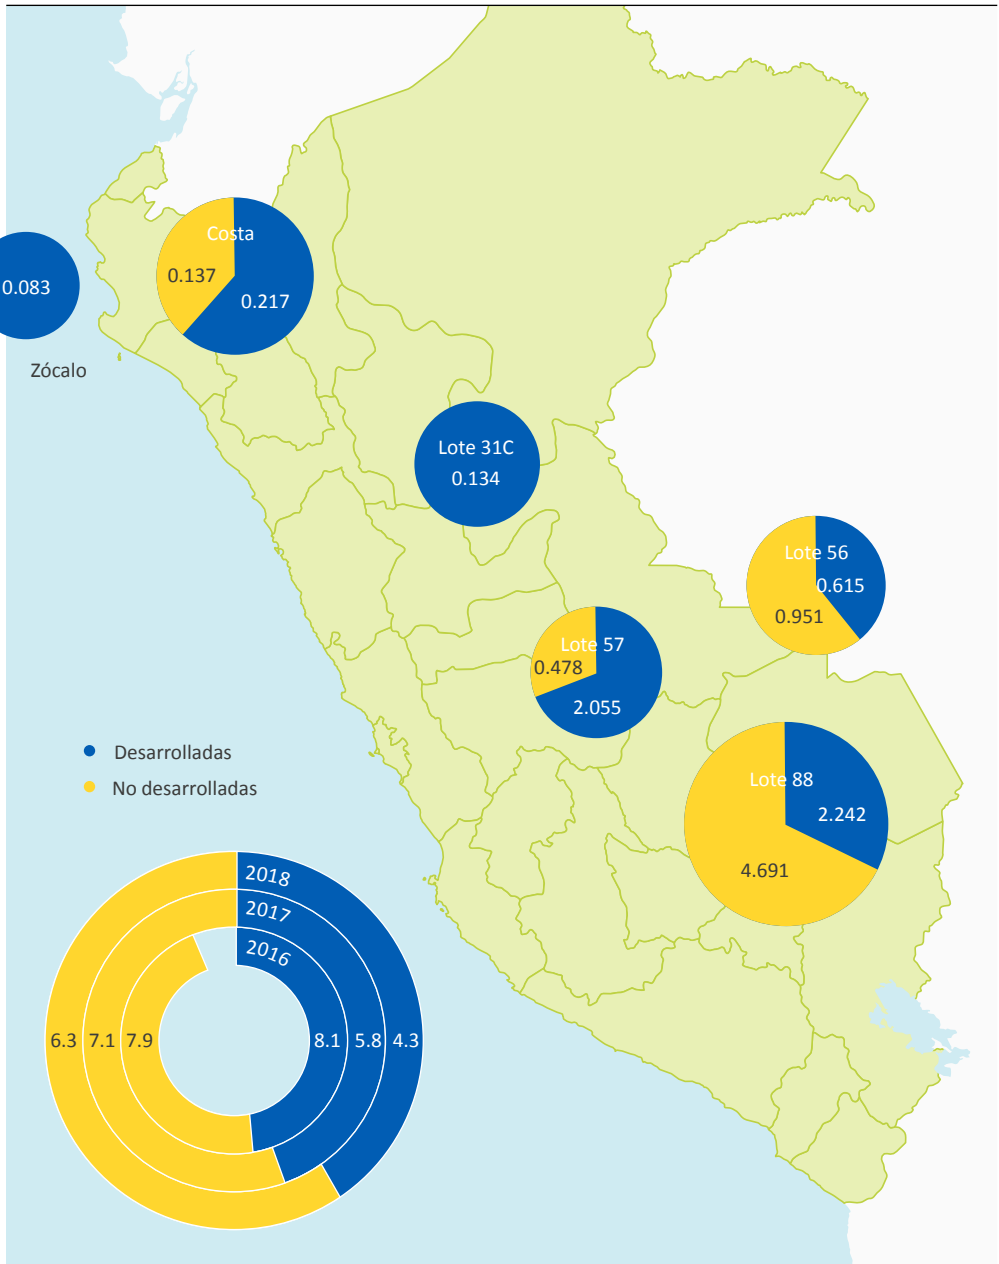 Costa
0.137
0.217
0.083
Zócalo
Lote 31C
0.134
Lote 56
0.615
0.951
Lote 57
0.478
2.055
Desarrolladas
No desarrolladas
Lote 88
2.242
4.691
2018
2017
2016
6.3 7.1 7.9 8.1 5.8 4.3